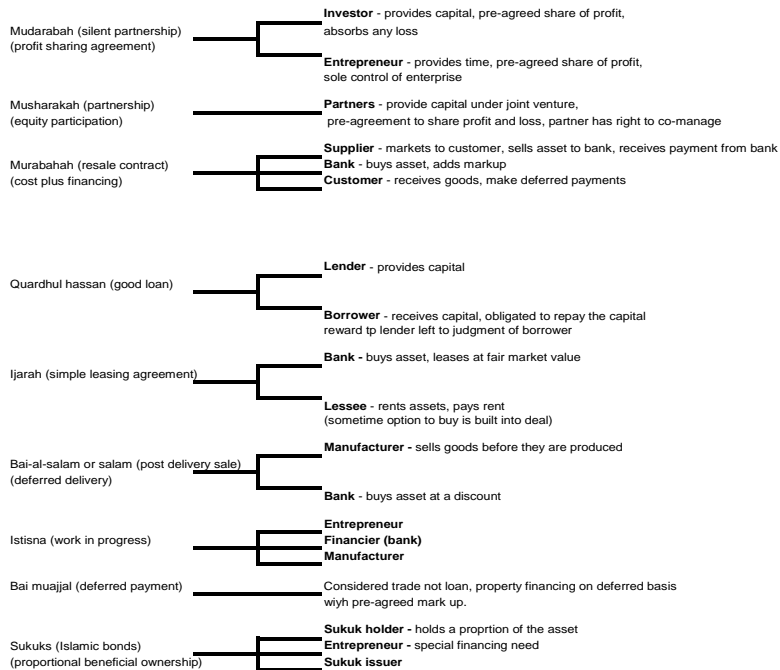 Mudarabah (silent partnership)
(profit sharing agreement)
Investor - provides capital, pre-agreed share of profit,
absorbs any loss
Entrepreneur - provides time, pre-agreed share of profit,
sole control of enterprise
Musharakah (partnership)
(equity participation)
Partners - provide capital under joint venture,
pre-agreement to share profit and loss, partner has right to co-manage
Murabahah (resale contract)
(cost plus financing)
Supplier - markets to customer, sells asset to bank, receives payment from bank
Bank - buys asset, adds markup
Customer - receives goods, make deferred payments
Quardhul hassan (good loan)
Lender - provides capital
Borrower - receives capital, obligated to repay the capital
reward tp lender left to judgment of borrower
Ijarah (simple leasing agreement)
Bank - buys asset, leases at fair market value
Lessee - rents assets, pays rent
(sometime option to buy is built into deal)
Bai-al-salam or salam (post delivery sale)
(deferred delivery)
Manufacturer - sells goods before they are produced
Bank - buys asset at a discount
Istisna (work in progress)
Entrepreneur
Financier (bank)
Manufacturer
Bai muajjal (deferred payment)
Considered trade not loan, property financing on deferred basis
wiyh pre-agreed mark up.
Sukuks (Islamic bonds)
(proportional beneficial ownership)
Sukuk holder - holds a proprtion of the asset
Entrepreneur - special financing need
Sukuk issuer